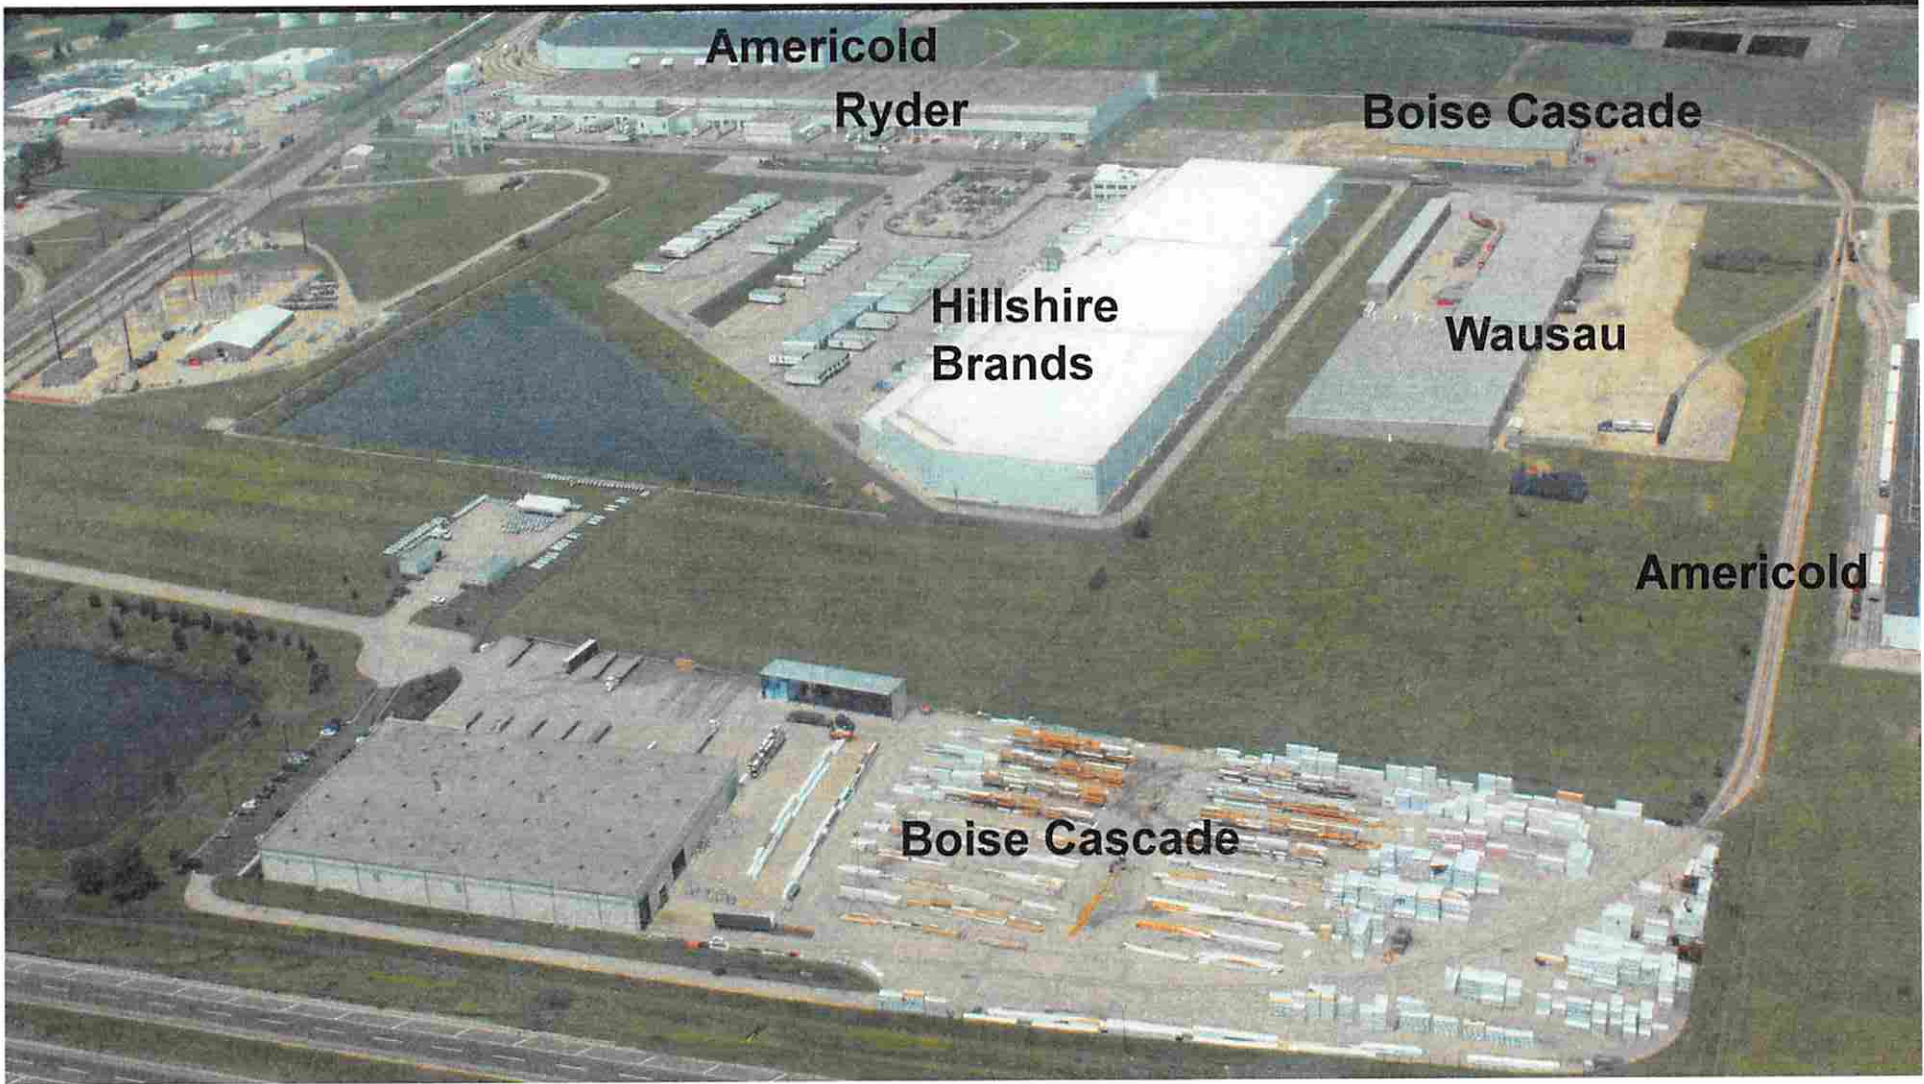 Americold
Ryder
Boise Cascade
Hillshire
Brands
Wausau
Americold
Boise Cascade